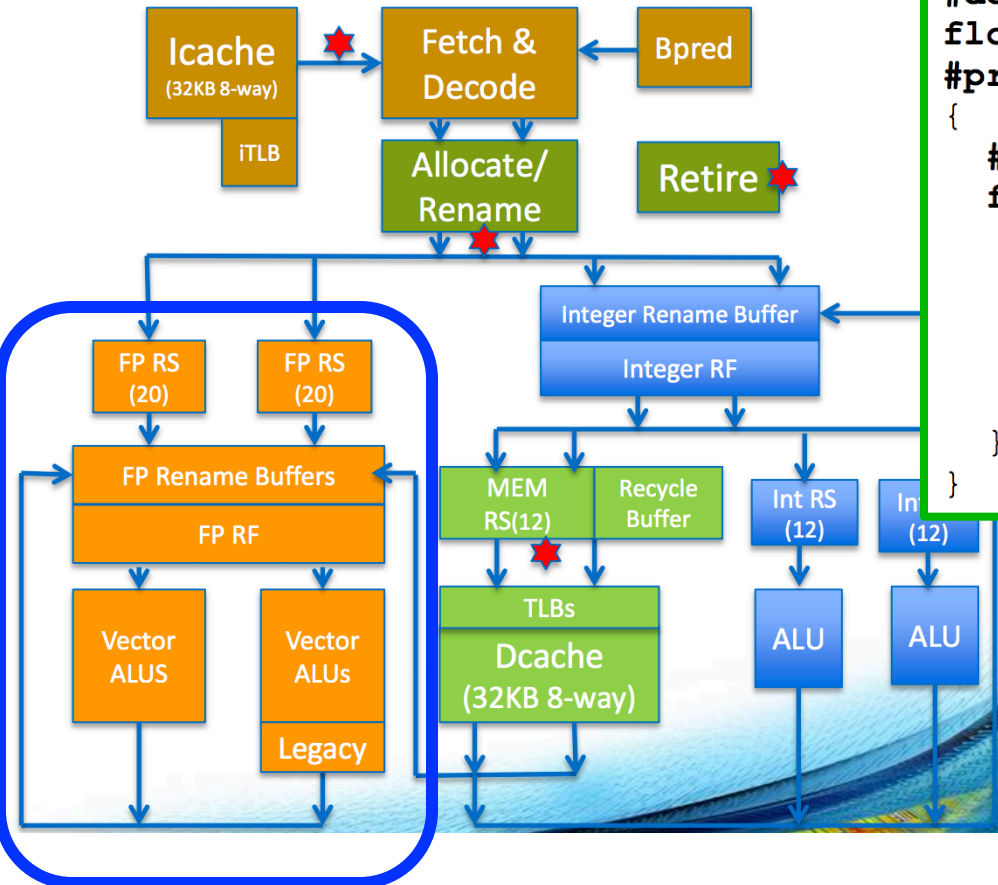 Icache
(32KB 8-way)
iTLB
Fetch &
Decode
Bpred
Allocate/
Rename
Retire
{
}
}
Integer Rename Buffer
Integer RF
FP RS
(20)
FP RS
(20)
FP Rename Buffers
FP RF
Vector
ALUS
Vector
ALUs
Legacy
MEM
RS(12)
Recycle
Buffer
TLBs
Dcache
(32KB 8-way)
Int RS
(12)
ALU
Int
(12)
ALU